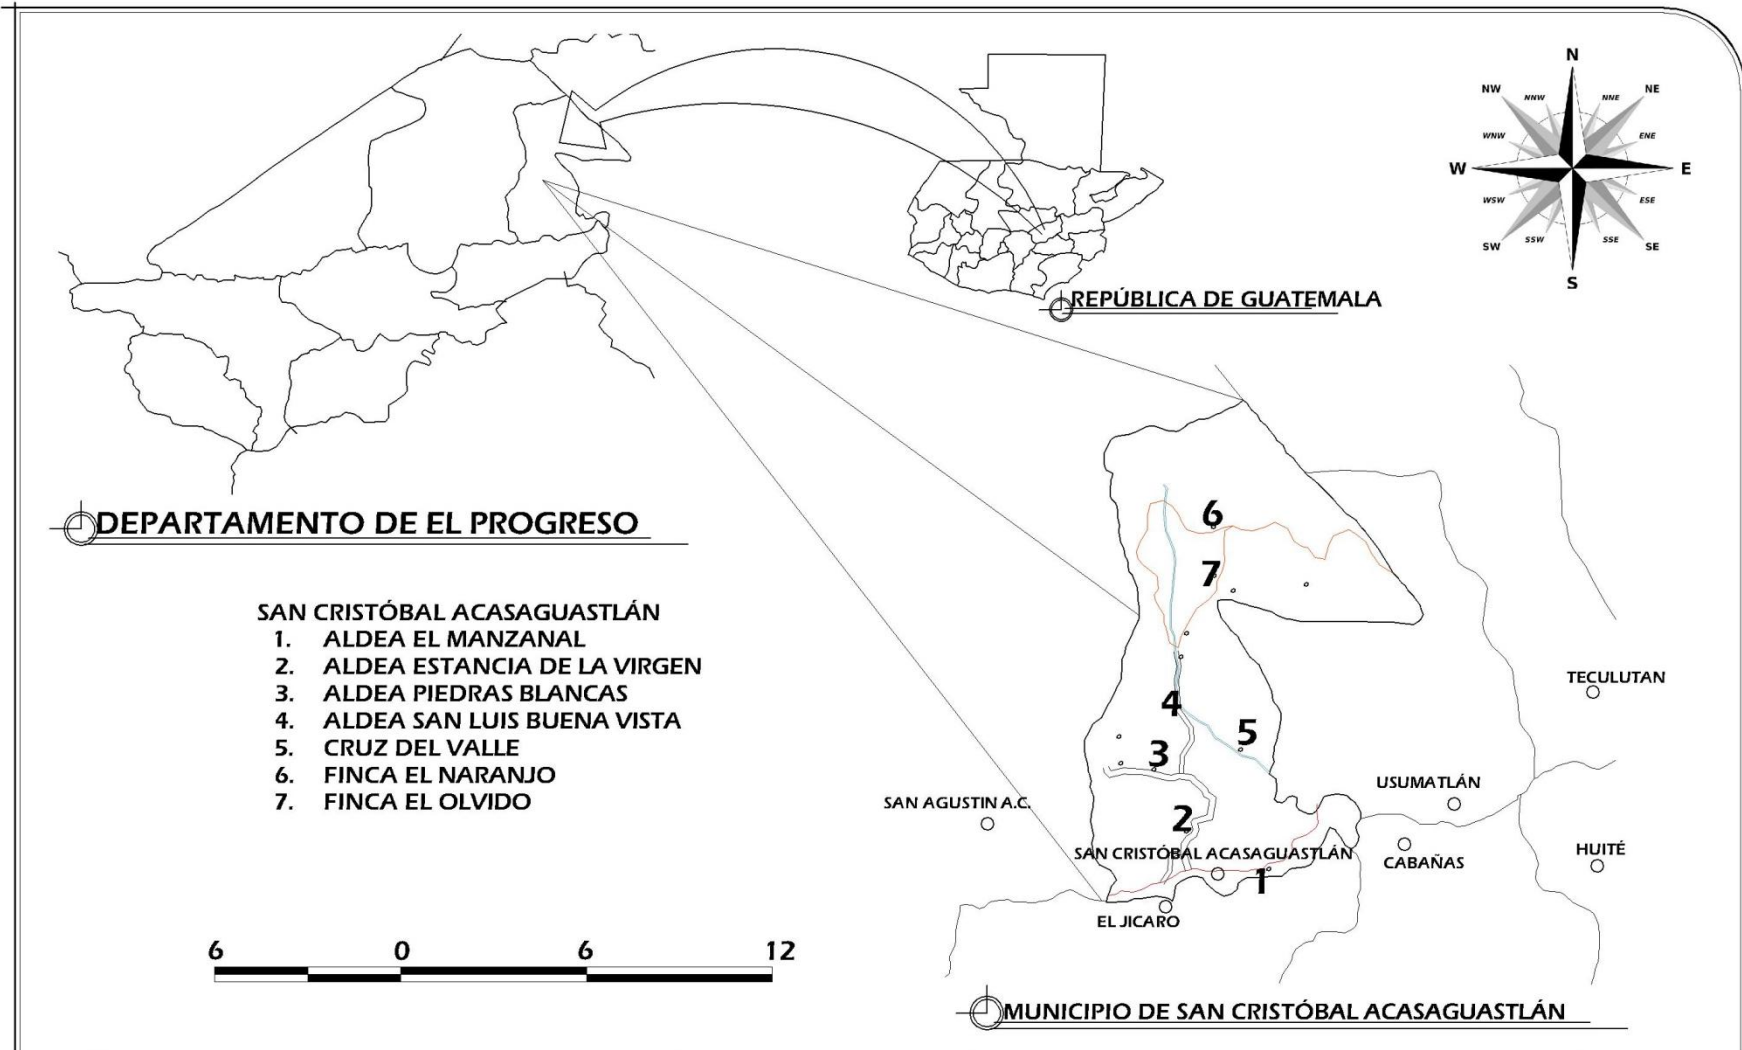 N
NNW
NNE
NW
NE
WNW
ENE
W
E
WSW
ESE
SW
SSW
SSE
SE
S
REPÚBLICA DE GUATEMALA
DEPARTAMENTO DE EL PROGRESO
SAN CRISTÓBAL ACASAGUASTLÁN
1. ALDEA EL MANZANAL
2. ALDEA ESTANCIA DE LA VIRGEN
3. ALDEA PIEDRAS BLANCAS
4. ALDEA SAN LUIS BUENA VISTA
5. CRUZ DEL VALLE
6. FINCA EL NARANJO
7. FINCA EL OLVIDO
6
7
4
5
3
2
1
TECULUTAN
USUMATLÁN
SAN AGUSTIN A.C.
SAN CRISTÓBAL ACASAGUASTLÁN
CABAÑAS
HUITÉ
EL JICARO
6 0 6 12
MUNICIPIO DE SAN CRISTÓBAL ACASAGUASTLÁN